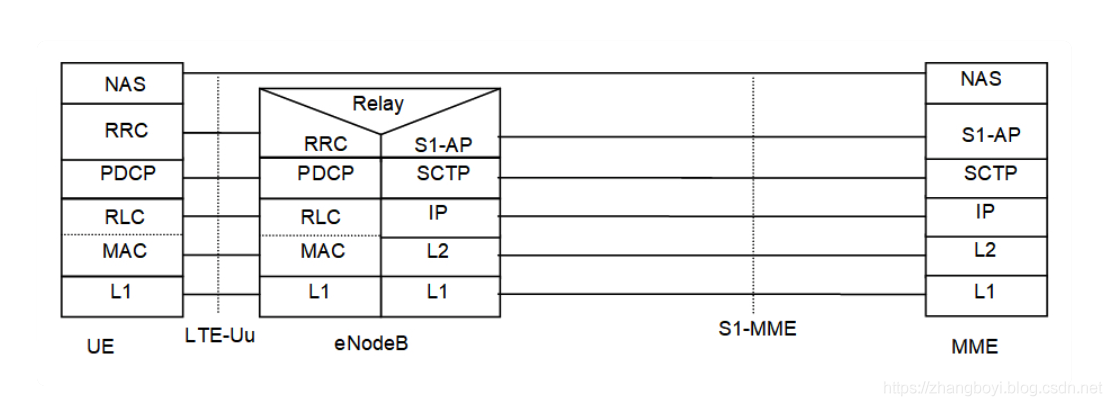 NAS
NAS
Relay
RRC
RRC
S1-AP
S1-AP
PDCP
PDCP
SCTP
SCTP
RLC
RLC
IP
IP
MAC
MAC
L2
L2
L1
L1
L1
L1
LTE-Uu
S1-MME
UE
eNodeB
MME
https://zhangboyi.blog.csdn.net